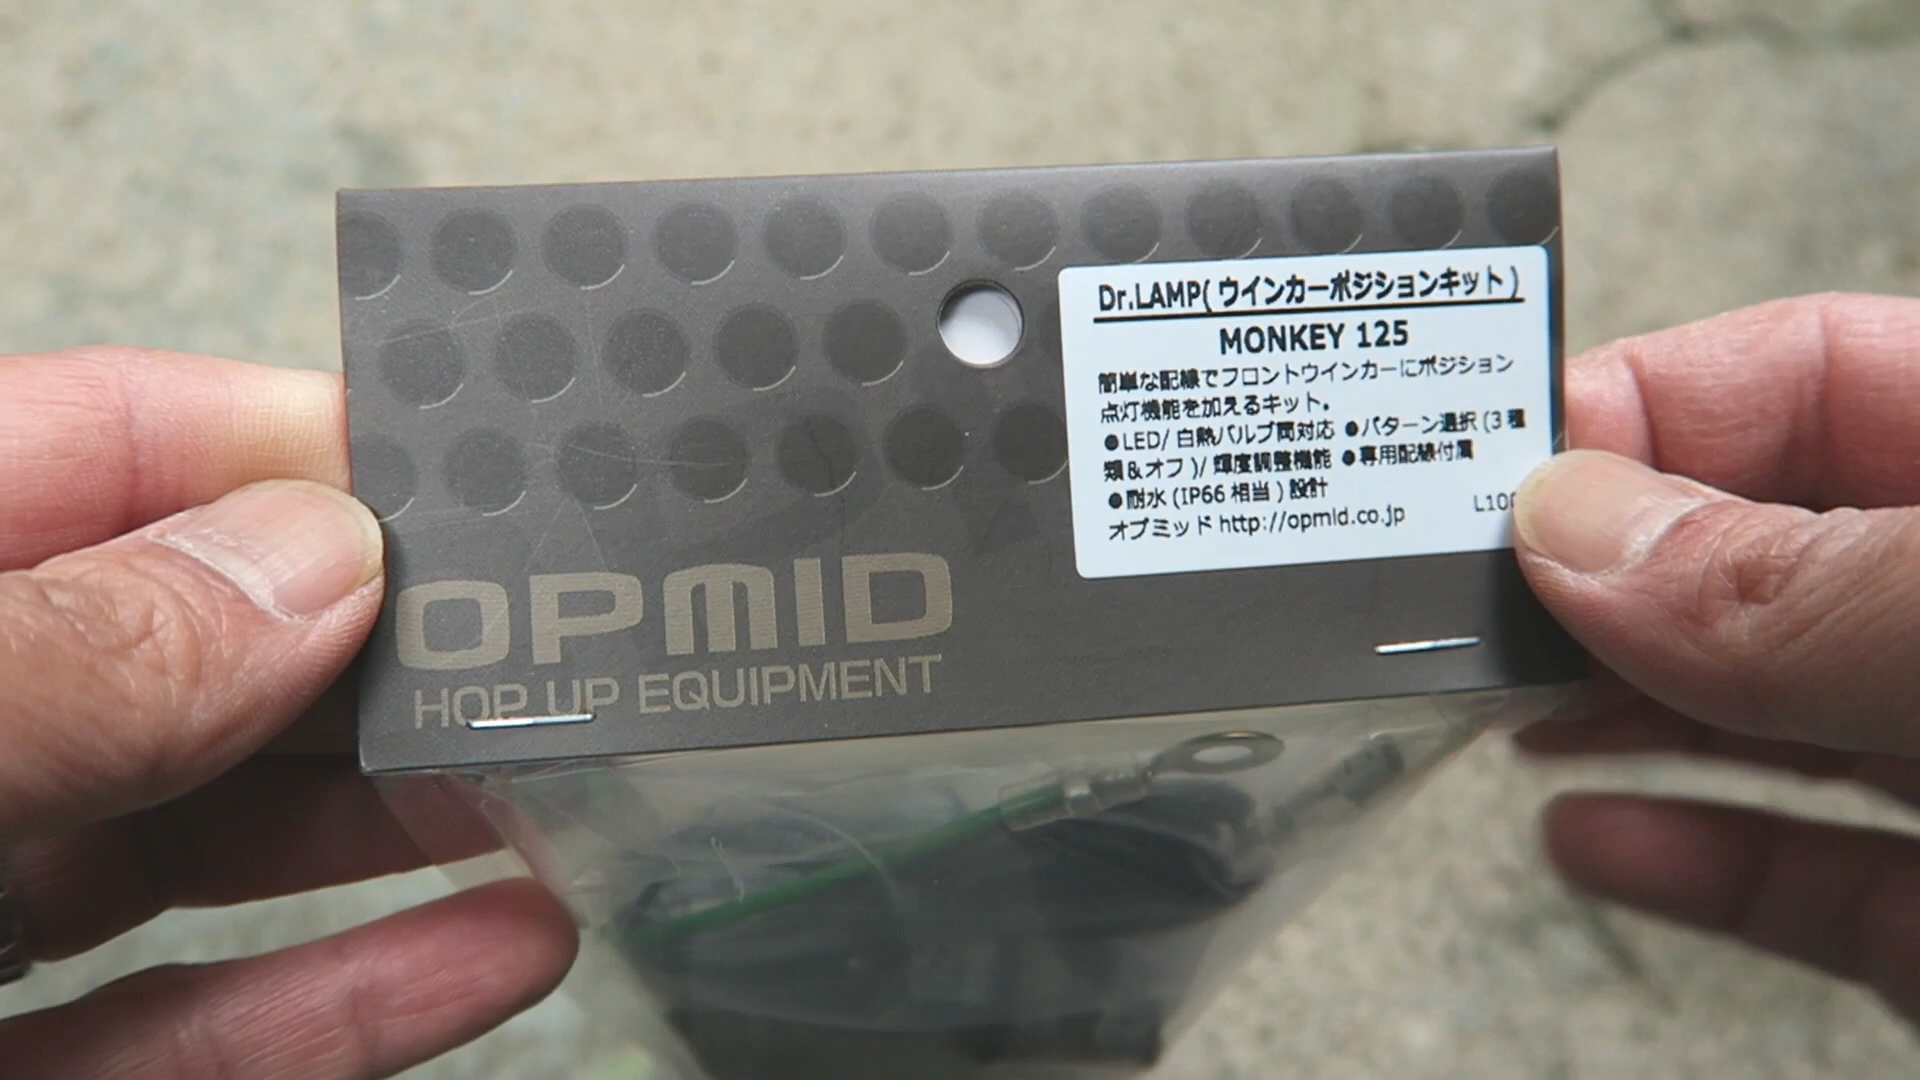 Dr.LAMP(ウインカーポジションキット)
MONKEY 125
簡単な配線でフロントウインカーにポジション
点灯機能を加えるキット.
●LED/白熱バルブ両対応 ●パターン選択(3種
類&オフ)/輝度調整機能 ●専用配線付属
●耐水(IP66相当)設計
オプミッド http://opmid.co.jp
OPMID
HOP UP EQUIPMENT